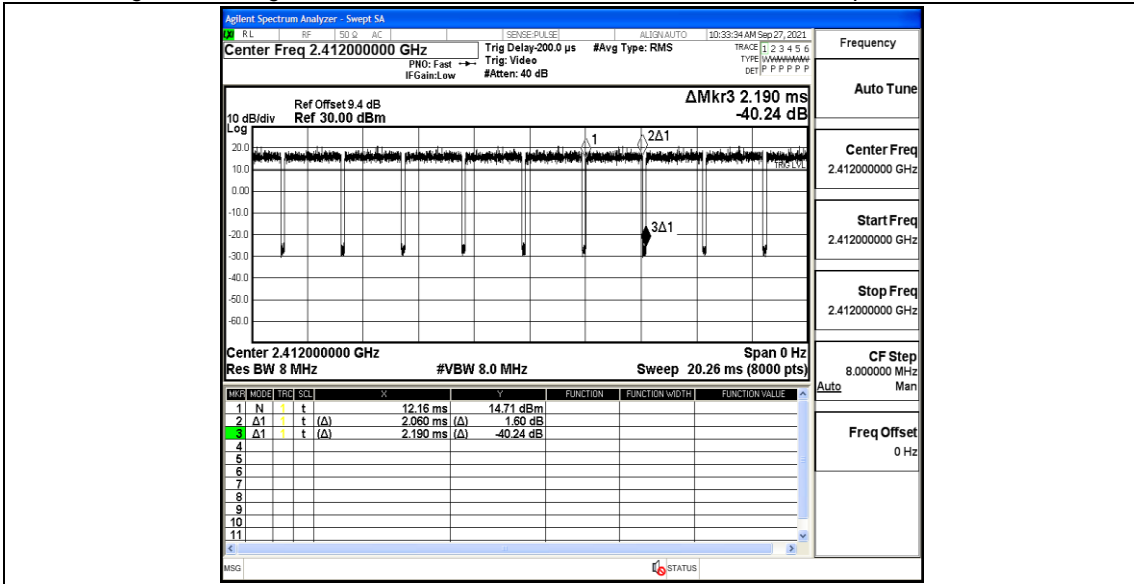 Agilent Spectrum Analyzer - Swept SA
RL RF 50 Ω AC SENSE:PULSE ALIGN AUTO 10:33:34 AM Sep 27, 2021
Center Freq 2.412000000 GHz
PNO: Fast
IFGain:Low
Trig Delay-200.0 µs
Trig: Video
#Atten: 40 dB
#Avg Type: RMS
TRACE 1 2 3 4 5 6
TYPE WWWWWW
DET P P P P P P
Ref Offset 9.4 dB
10 dB/div Ref 30.00 dBm
ΔMkr3 2.190 ms
-40.24 dB
Log
1
2Δ1
20.0
TRIG LVL
10.0
0.00
-10.0
3Δ1
-20.0
-30.0
-40.0
-50.0
-60.0
Center 2.412000000 GHz Span 0 Hz
Res BW 8 MHz #VBW 8.0 MHz Sweep 20.26 ms (8000 pts)
MKR MODE TRC SCL X Y FUNCTION FUNCTION WIDTH FUNCTION VALUE
1 N 1 t 12.16 ms 14.71 dBm
2 Δ1 1 t (Δ) 2.060 ms (Δ) 1.60 dB
3 Δ1 1 t (Δ) 2.190 ms (Δ) -40.24 dB
4
5
6
7
8
9
10
11
MSG STATUS
Frequency
Auto Tune
Center Freq
2.412000000 GHz
Start Freq
2.412000000 GHz
Stop Freq
2.412000000 GHz
CF Step
8.000000 MHz
Auto Man
Freq Offset
0 Hz